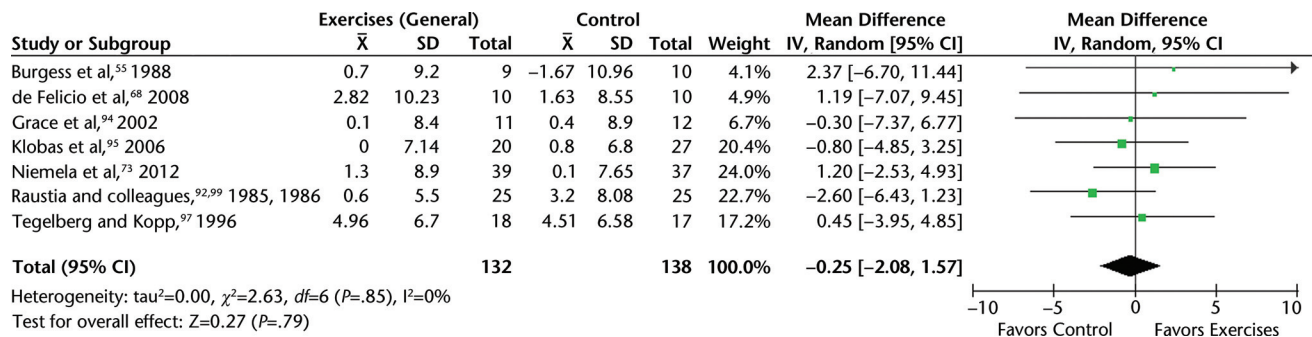 Exercises (General) Control Mean Difference Mean Difference
Study or Subgroup X̄ SD Total X̄ SD Total Weight IV, Random [95% CI] IV, Random, 95% CI
Burgess et al,⁵⁵ 1988 0.7 9.2 9 −1.67 10.96 10 4.1% 2.37 [−6.70, 11.44]
de Felicio et al,⁶⁸ 2008 2.82 10.23 10 1.63 8.55 10 4.9% 1.19 [−7.07, 9.45]
Grace et al,⁹⁴ 2002 0.1 8.4 11 0.4 8.9 12 6.7% −0.30 [−7.37, 6.77]
Klobas et al,⁹⁵ 2006 0 7.14 20 0.8 6.8 27 20.4% −0.80 [−4.85, 3.25]
Niemela et al,⁷³ 2012 1.3 8.9 39 0.1 7.65 37 24.0% 1.20 [−2.53, 4.93]
Raustia and colleagues,⁹²,⁹⁹ 1985, 1986 0.6 5.5 25 3.2 8.08 25 22.7% −2.60 [−6.43, 1.23]
Tegelberg and Kopp,⁹⁷ 1996 4.96 6.7 18 4.51 6.58 17 17.2% 0.45 [−3.95, 4.85]
Total (95% CI) 132 138 100.0% −0.25 [−2.08, 1.57]
Heterogeneity: tau²=0.00, χ²=2.63, df=6 (P=.85), I²=0%
Test for overall effect: Z=0.27 (P=.79)
−10 −5 0 5 10
Favors Control Favors Exercises